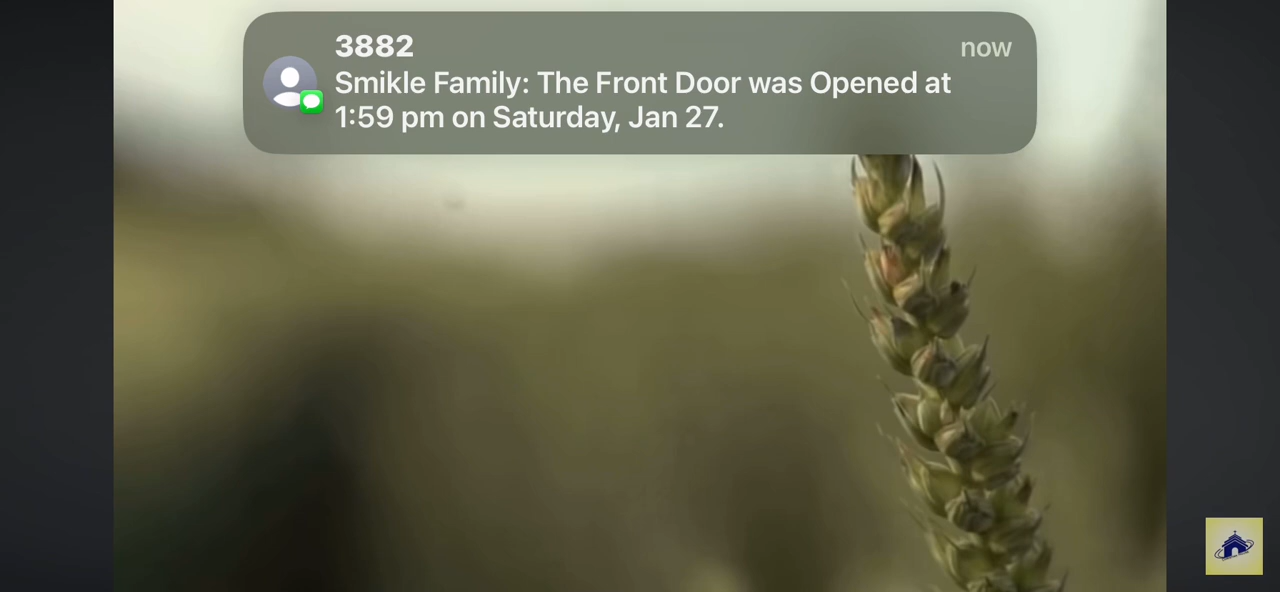 3882
now
Smikle Family: The Front Door was Opened at
1:59 pm on Saturday, Jan 27.